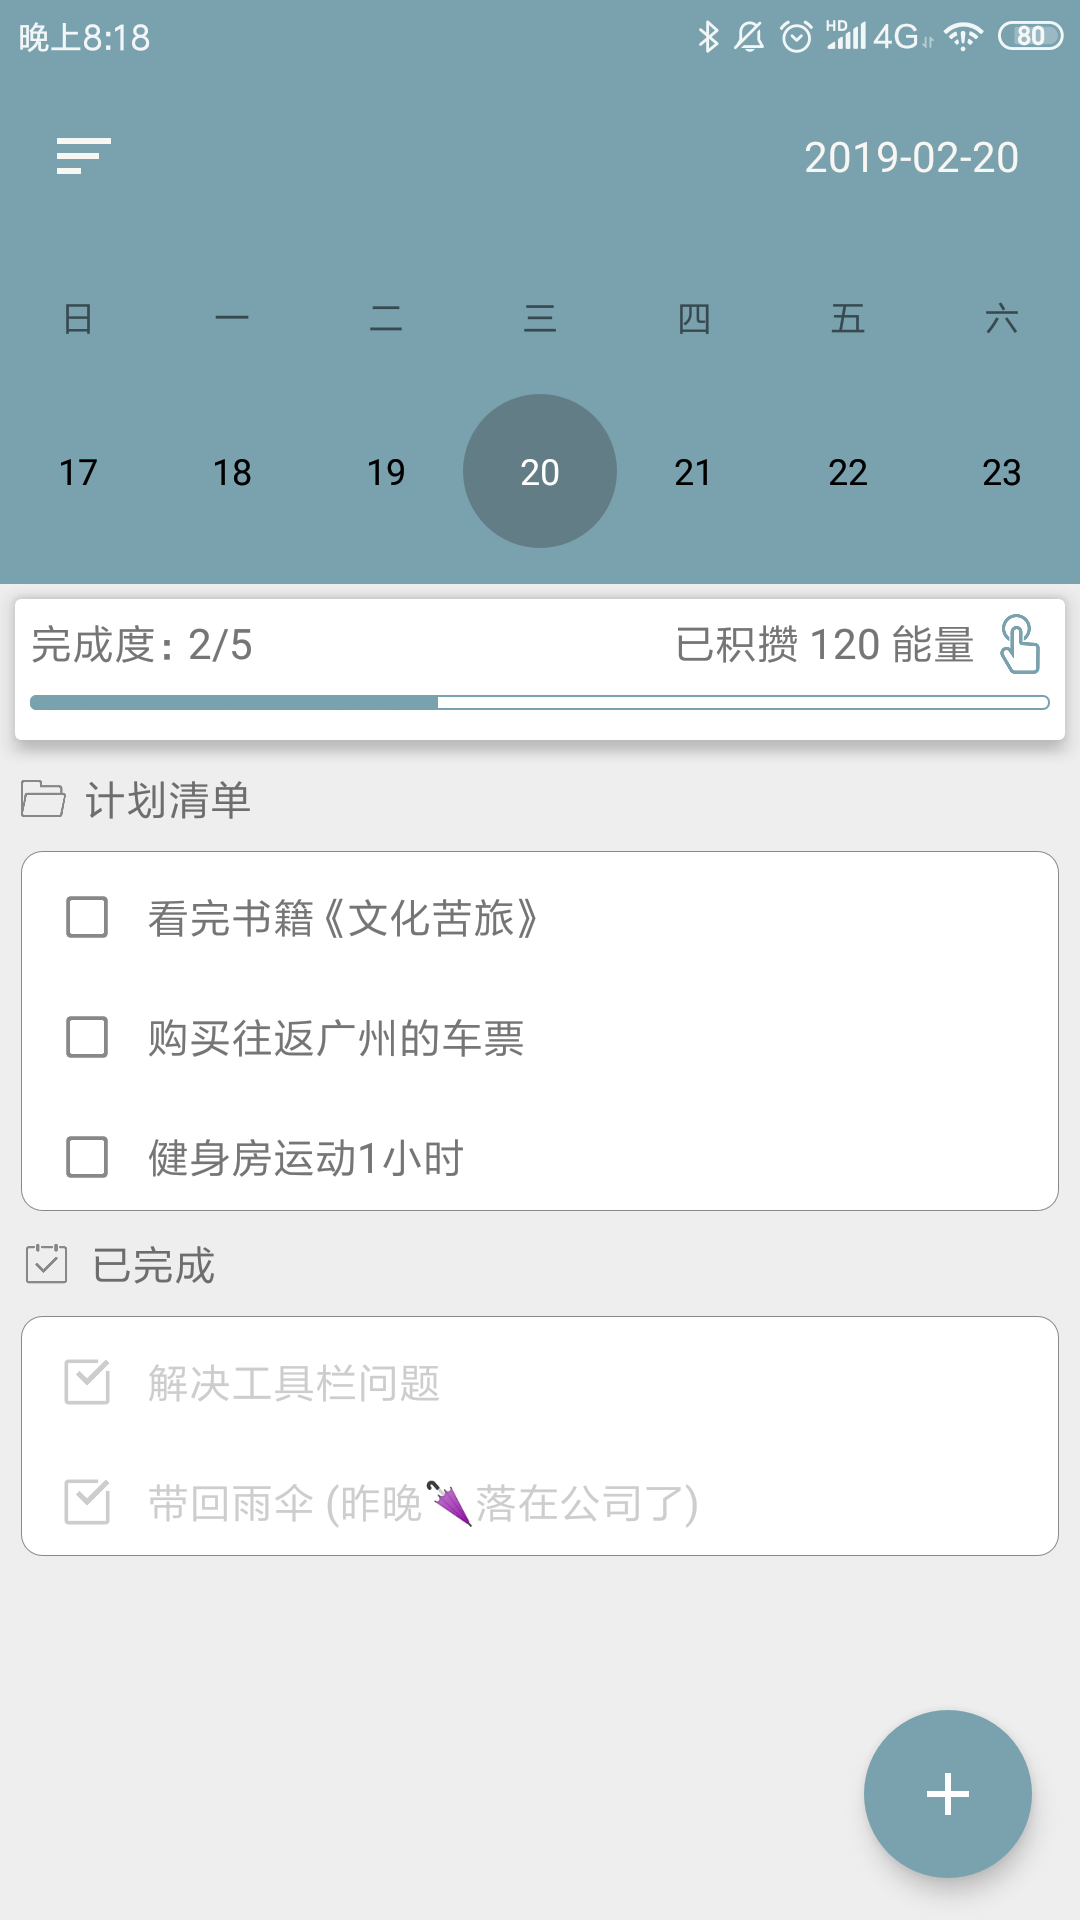 晚上8:18 HD 4G 80
2019-02-20
日 一 二 三 四 五 六
17 18 19 20 21 22 23
完成度: 2/5 已积攒 120 能量
计划清单
看完书籍《文化苦旅》
购买往返广州的车票
健身房运动1小时
已完成
解决工具栏问题
带回雨伞 (昨晚🌂落在公司了)